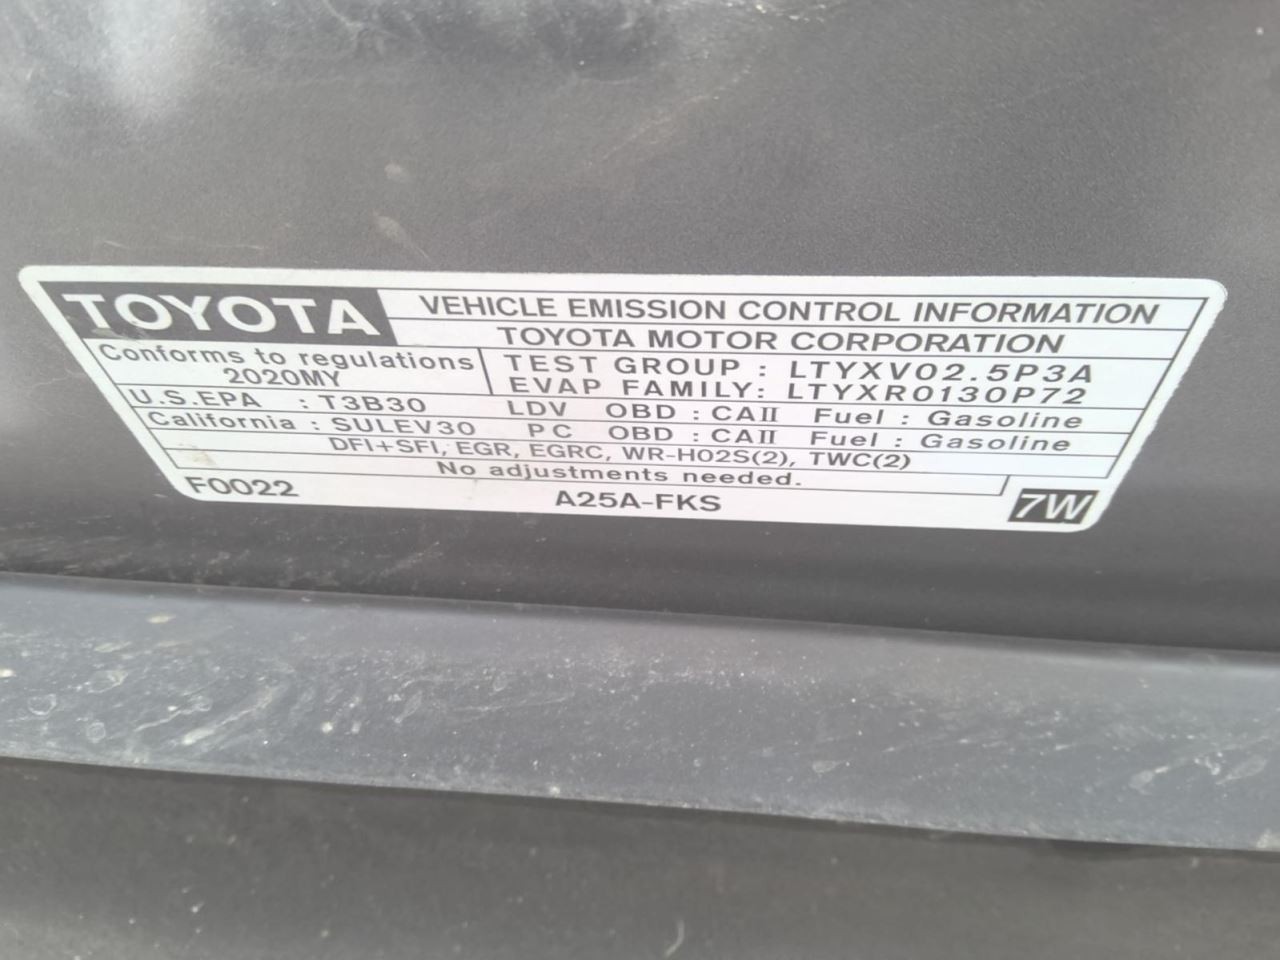 TOYOTA
VEHICLE EMISSION CONTROL INFORMATION
TOYOTA MOTOR CORPORATION
Conforms to regulations
2020MY
TEST GROUP : LTYXV02.5P3A
EVAP FAMILY: LTYXR0130P72
U.S.EPA : T3B30 LDV OBD : CAII Fuel : Gasoline
California : SULEV30 PC OBD : CAII Fuel : Gasoline
DFI+SFI, EGR, EGRC, WR-HO2S(2), TWC(2)
No adjustments needed.
F0022 A25A-FKS 7W